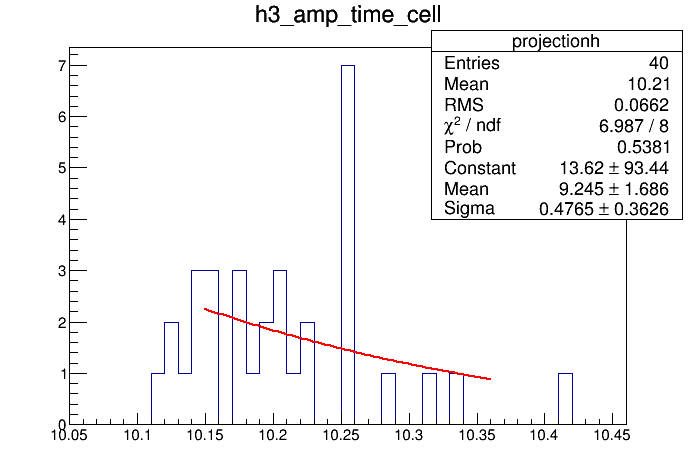 h3_amp_time_cell
projectionh
Entries 40
Mean 10.21
RMS 0.0662
χ² / ndf 6.987 / 8
Prob 0.5381
Constant 13.62 ± 93.44
Mean 9.245 ± 1.686
Sigma 0.4765 ± 0.3626
7
6
5
4
3
2
1
0
10.05 10.1 10.15 10.2 10.25 10.3 10.35 10.4 10.45